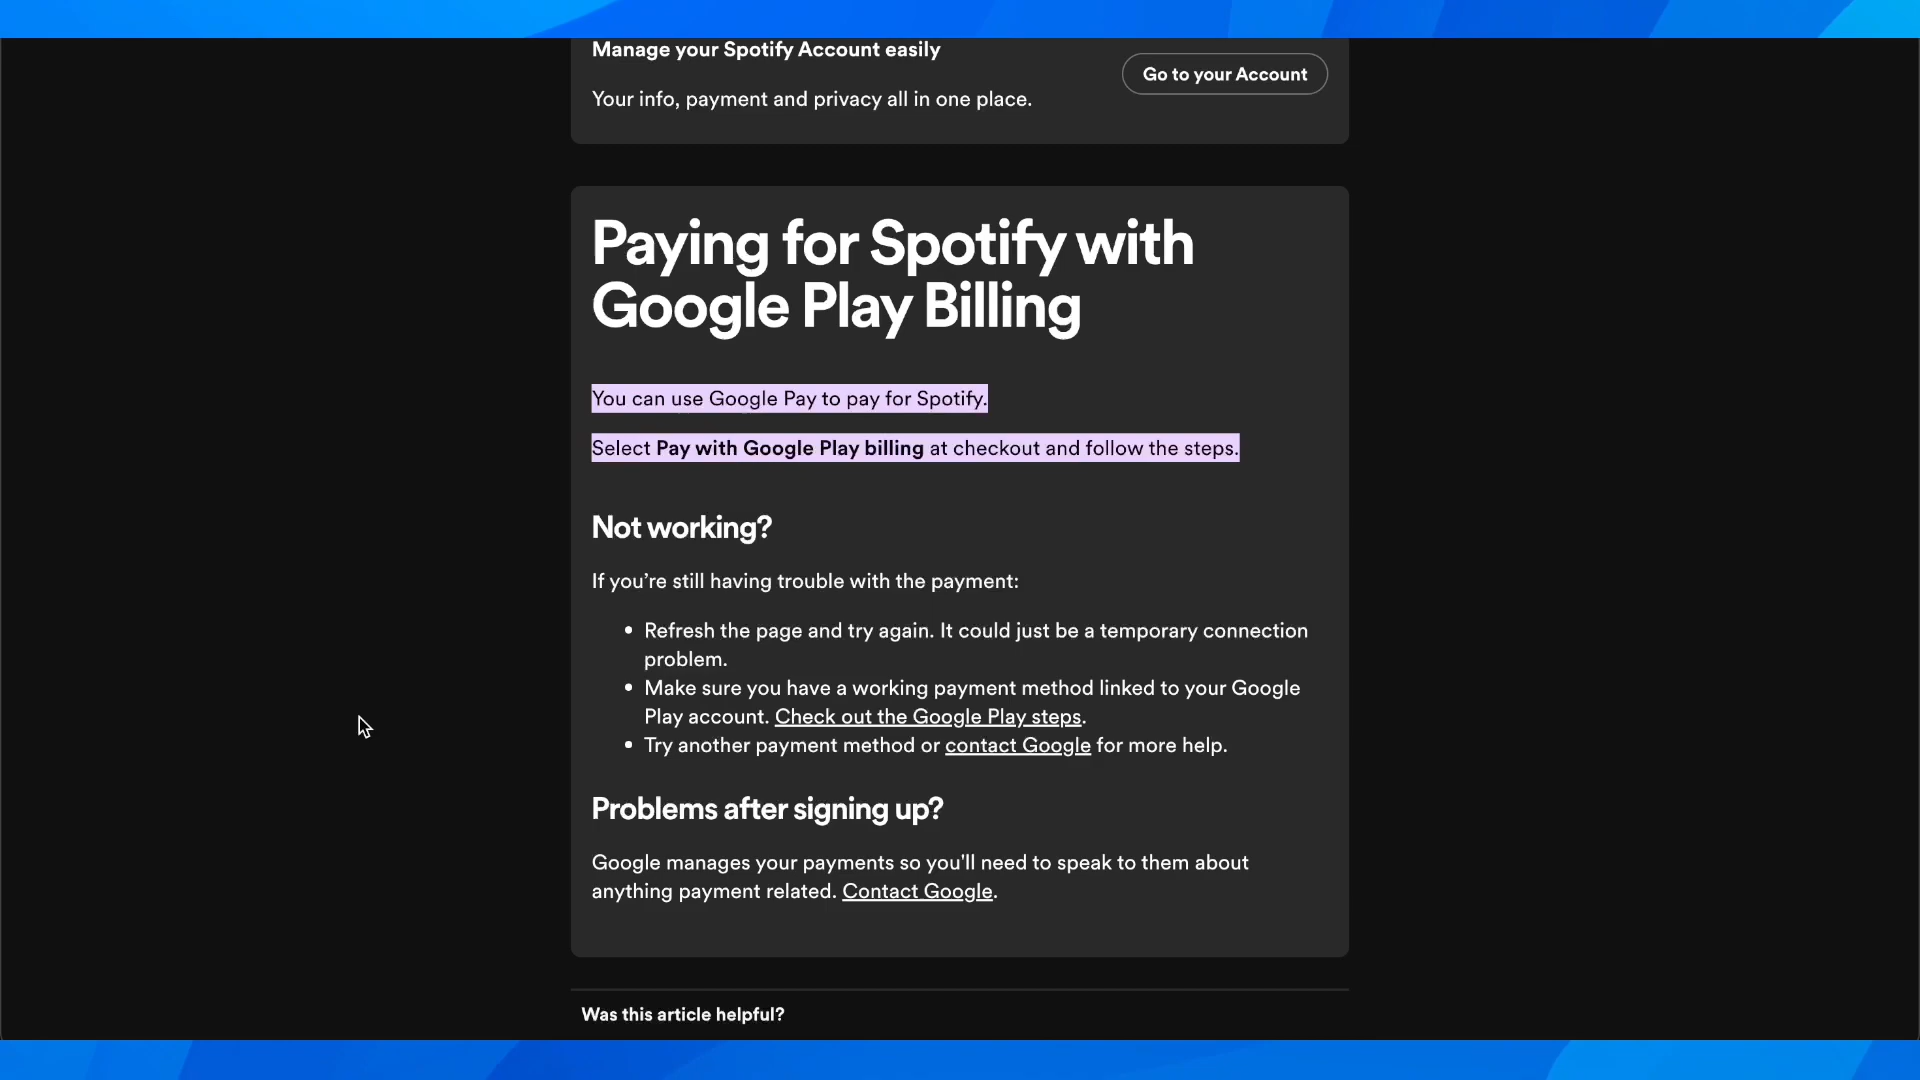 Manage your Spotify Account easily
Go to your Account
Your info, payment and privacy all in one place.
Paying for Spotify with
Google Play Billing
You can use Google Pay to pay for Spotify.
Select Pay with Google Play billing at checkout and follow the steps.
Not working?
If you’re still having trouble with the payment:
• Refresh the page and try again. It could just be a temporary connection
problem.
• Make sure you have a working payment method linked to your Google
Play account. Check out the Google Play steps.
• Try another payment method or contact Google for more help.
Problems after signing up?
Google manages your payments so you'll need to speak to them about
anything payment related. Contact Google.
Was this article helpful?